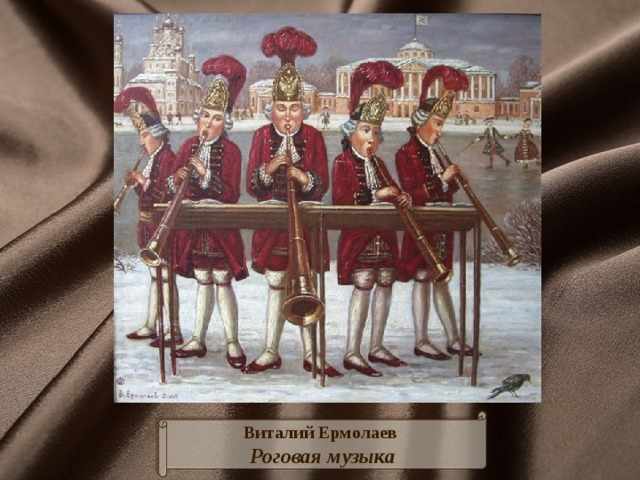 Виталий Ермолаев
Роговая музыка